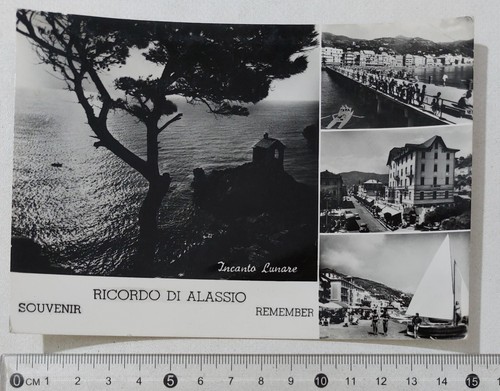 Incanto Lunare
RICORDO DI ALASSIO
SOUVENIR
REMEMBER
0 CM 1 2 3 4 5 6 7 8 9 10 11 12 13 14 15